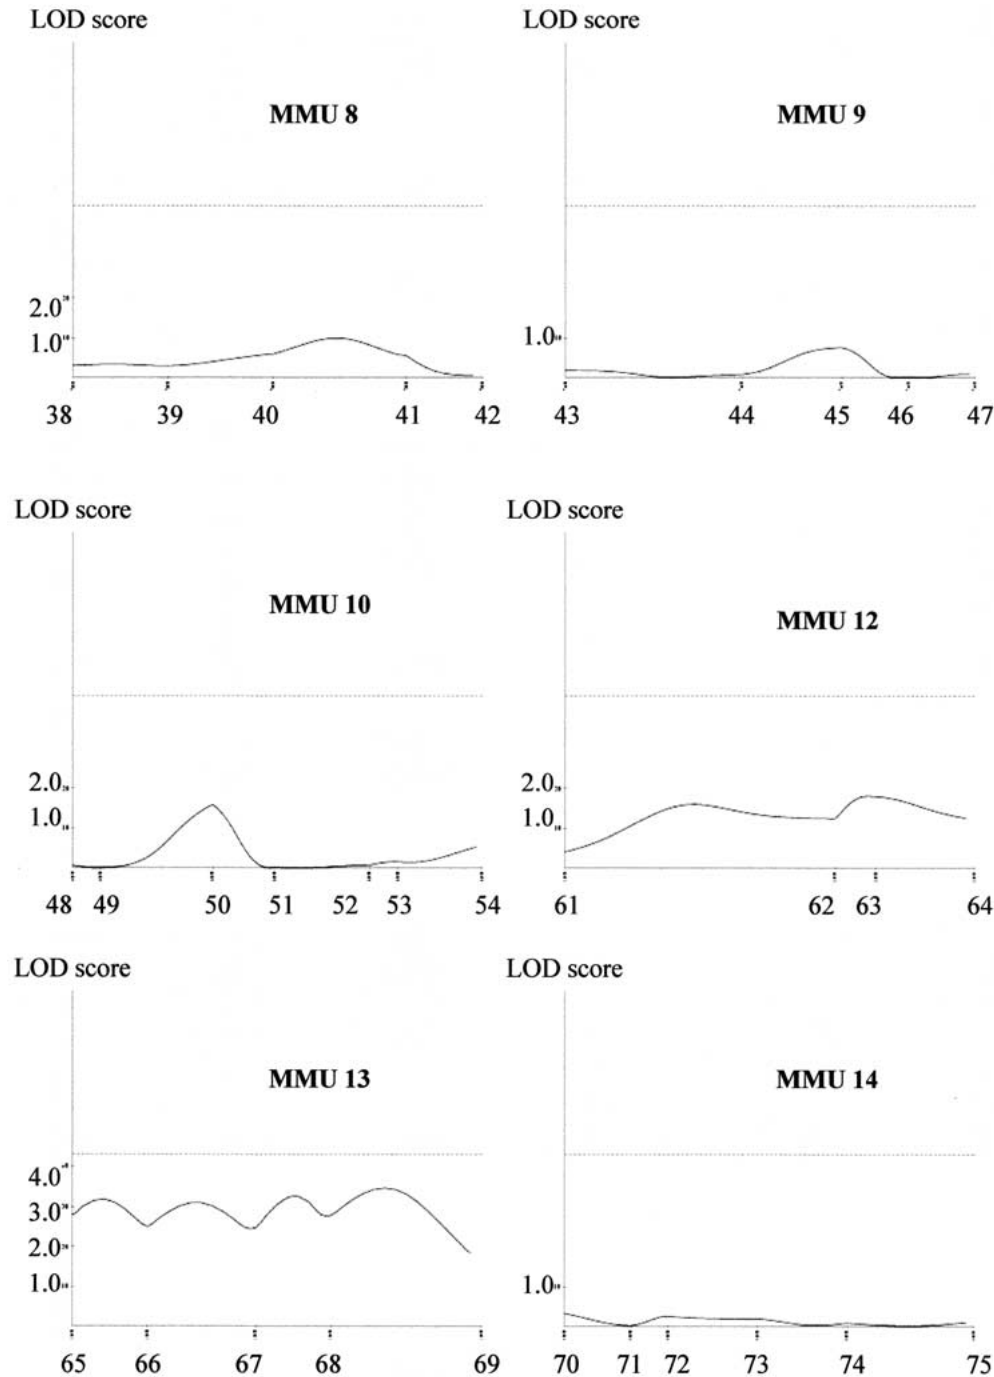 LOD score
LOD score
MMU 8
MMU 9
2.0
1.0
1.0
38 39 40 41 42
43 44 45 46 47
LOD score
LOD score
MMU 10
MMU 12
2.0
1.0
2.0
1.0
48 49 50 51 52 53 54
61 62 63 64
LOD score
LOD score
MMU 13
MMU 14
4.0
3.0
2.0
1.0
1.0
65 66 67 68 69
70 71 72 73 74 75